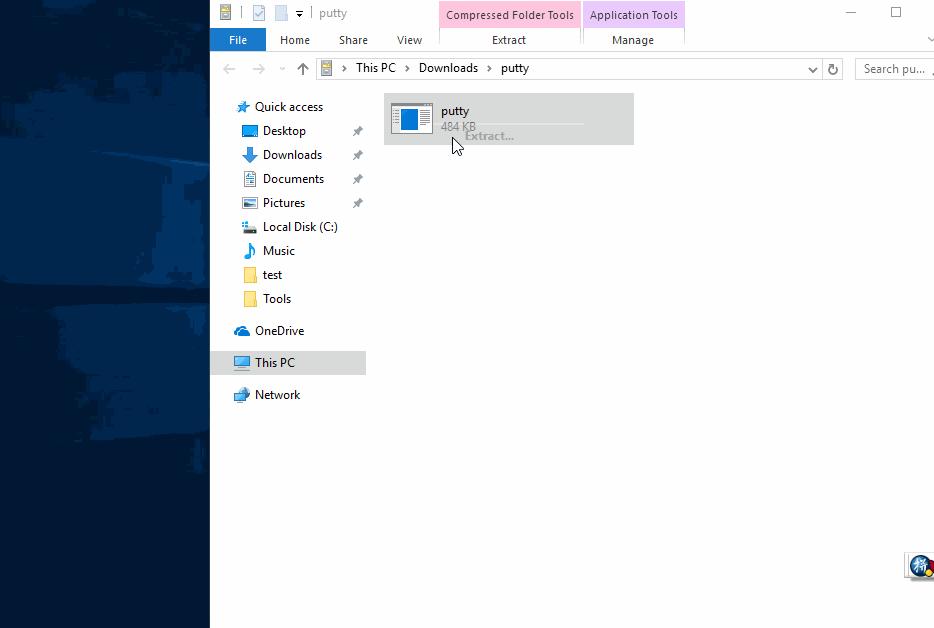 putty
Compressed Folder Tools
Application Tools
File
Home
Share
View
Extract
Manage
This PC
Downloads
putty
Search pu...
Quick access
Desktop
Downloads
Documents
Pictures
Local Disk (C:)
Music
test
Tools
OneDrive
This PC
Network
putty
484 KB
Extract...